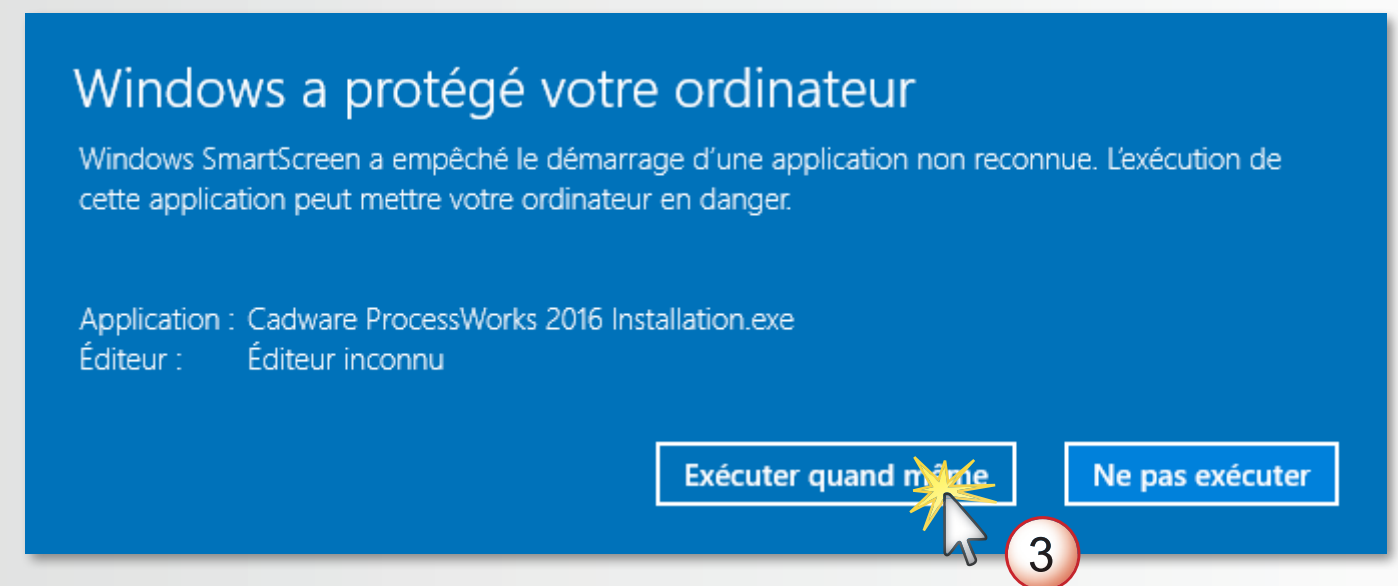 Windows a protégé votre ordinateur
Windows SmartScreen a empêché le démarrage d’une application non reconnue. L’exécution de
cette application peut mettre votre ordinateur en danger.
Application : Cadware ProcessWorks 2016 Installation.exe
Éditeur : Éditeur inconnu
Exécuter quand même
Ne pas exécuter
3